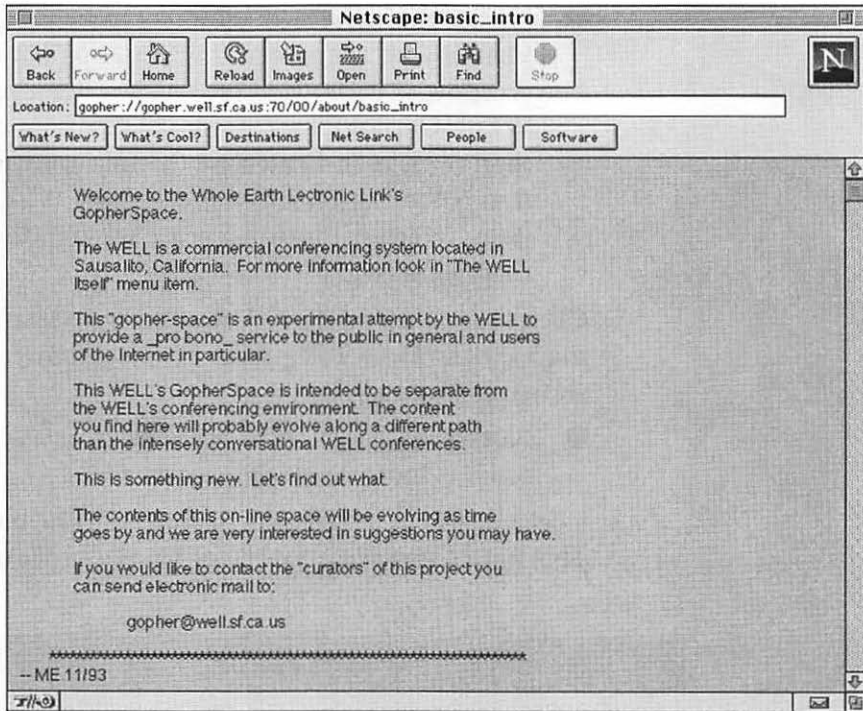 Netscape: basic_intro
Back Forward Home Reload Images Open Print Find Stop
N
Location: gopher://gopher.well.sf.ca.us:70/00/about/basic_intro
What's New? What's Cool? Destinations Net Search People Software
Welcome to the Whole Earth Lectronic Link's
GopherSpace.
The WELL is a commercial conferencing system located in
Sausalito, California. For more information look in "The WELL
Itself" menu item.
This "gopher-space" is an experimental attempt by the WELL to
provide a _pro bono_ service to the public in general and users
of the Internet in particular.
This WELL's GopherSpace is intended to be separate from
the WELL's conferencing environment. The content
you find here will probably evolve along a different path
than the intensely conversational WELL conferences.
This is something new. Let's find out what.
The contents of this on-line space will be evolving as time
goes by and we are very interested in suggestions you may have.
If you would like to contact the "curators" of this project you
can send electronic mail to:
gopher@well.sf.ca.us
-- ME 11/93